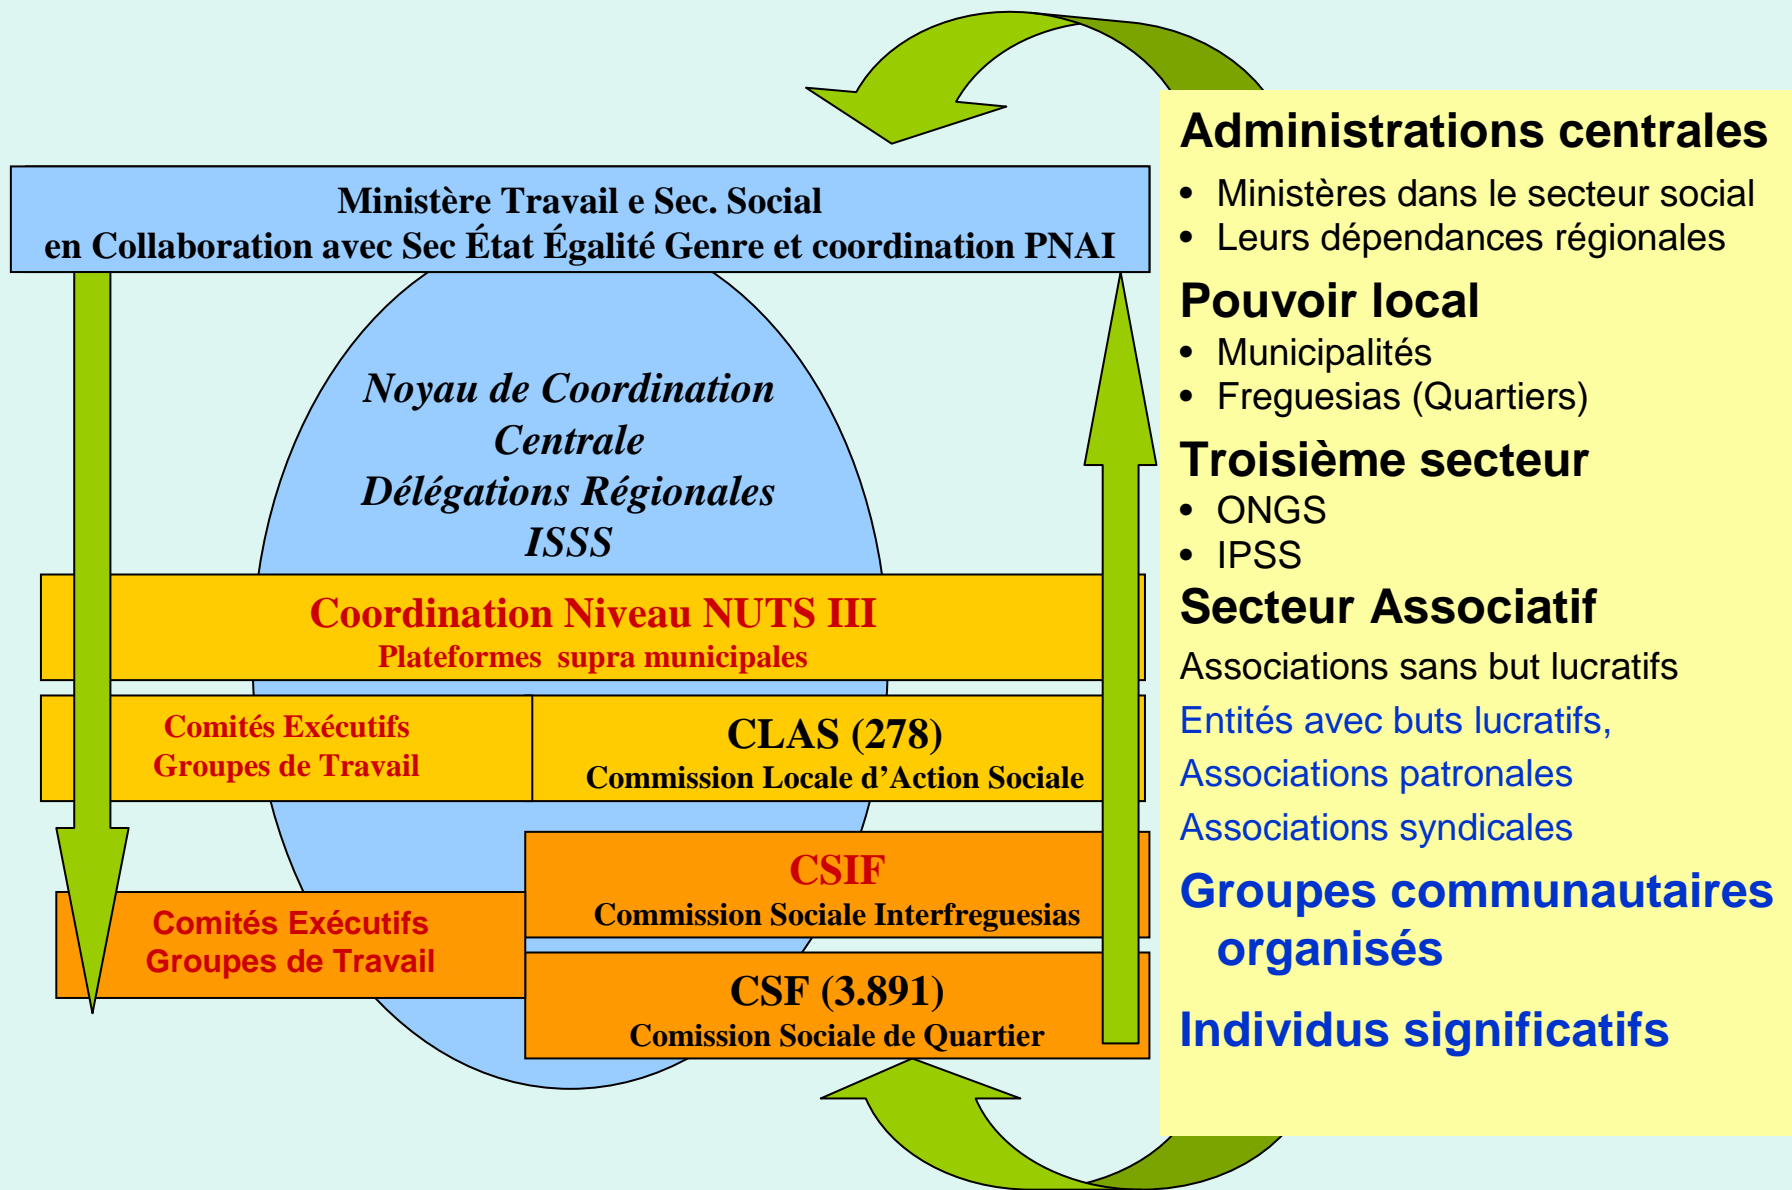 Ministère Travail e Sec. Social
en Collaboration avec Sec État Égalité Genre et coordination PNAI
Noyau de Coordination
Centrale
Délégations Régionales
ISSS
Coordination Niveau NUTS III
Plateformes supra municipales
Comités Exécutifs
Groupes de Travail
CLAS (278)
Commission Locale d’Action Sociale
CSIF
Commission Sociale Interfreguesias
Comités Exécutifs
Groupes de Travail
CSF (3.891)
Comission Sociale de Quartier
Administrations centrales
• Ministères dans le secteur social
• Leurs dépendances régionales
Pouvoir local
• Municipalités
• Freguesias (Quartiers)
Troisième secteur
• ONGS
• IPSS
Secteur Associatif
Associations sans but lucratifs
Entités avec buts lucratifs,
Associations patronales
Associations syndicales
Groupes communautaires
organisés
Individus significatifs